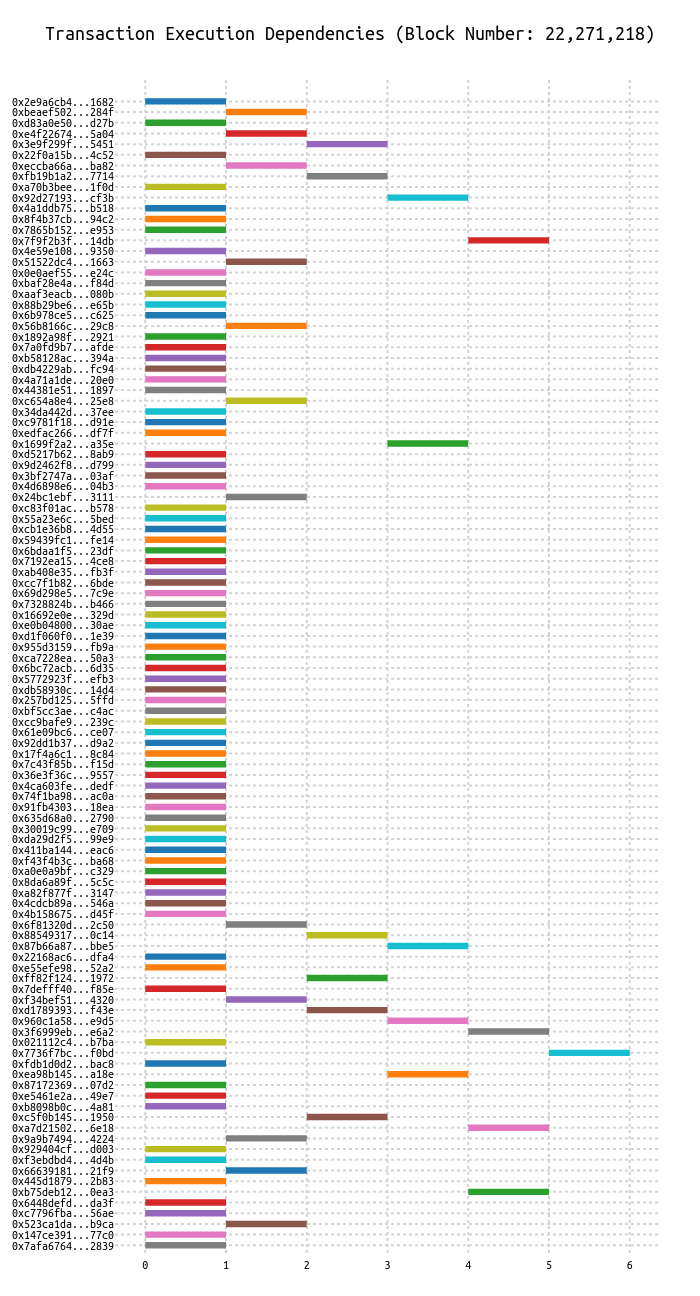 Transaction Execution Dependencies (Block Number: 22,271,218)
0x2e9a6cb4...1682
0xbeaef502...284f
0xd83a0e50...d27b
0xe4f22674...5a04
0x3e9f299f...5451
0x22f0a15b...4c52
0xeccba66a...ba82
0xfb19b1a2...7714
0xa70b3bee...1f0d
0x92d27193...cf3b
0x4a1ddb75...b518
0x8f4b37cb...94c2
0x7865b152...e953
0x7f9f2b3f...14db
0x4e59e108...9350
0x51522dc4...1663
0x0e0aef55...e24c
0xbaf28e4a...f84d
0xaaf3eacb...080b
0x88b29be6...e65b
0x6b978ce5...c625
0x56b8166c...29c8
0x1892a98f...2921
0x7a0fd9b7...afde
0xb58128ac...394a
0xdb4229ab...fc94
0x4a71a1de...20e0
0x44381e51...1897
0xc654a8e4...25e8
0x34da442d...37ee
0xc9781f18...d91e
0xedfac266...df7f
0x1699f2a2...a35e
0xd5217b62...8ab9
0x9d2462f8...d799
0x3bf2747a...03af
0x4d6898e6...04b3
0x24bc1ebf...3111
0xc83f01ac...b578
0x55a23e6c...5bed
0xcb1e36b8...4d55
0x59439fc1...fe14
0x6bdaa1f5...23df
0x7192ea15...4ce8
0xab408e35...fb3f
0xcc7f1b82...6bde
0x69d298e5...7c9e
0x7328824b...b466
0x16692e0e...329d
0xe0b04800...30ae
0xd1f060f0...1e39
0x955d3159...fb9a
0xca7228ea...50a3
0x6bc72acb...6d35
0x5772923f...efb3
0xdb58930c...14d4
0x257bd125...5ffd
0xbf5cc3ae...c4ac
0xcc9bafe9...239c
0x61e09bc6...ce07
0x92dd1b37...d9a2
0x17f4a6c1...8c84
0x7c43f85b...f15d
0x36e3f36c...9557
0x4ca603fe...dedf
0x74f1ba98...ac0a
0x91fb4303...18ea
0x635d68a0...2790
0x30019c99...e709
0xda29d2f5...99e9
0x411ba144...eac6
0xf43f4b3c...ba68
0xa0e0a9bf...c329
0x8da6a89f...5c5c
0xa82f877f...3147
0x4cdcb89a...546a
0x4b158675...d45f
0x6f81320d...2c50
0x88549317...0c14
0x87b66a87...bbe5
0x22168ac6...dfa4
0xe55efe98...52a2
0xff82f124...1972
0x7defff40...f85e
0xf34bef51...4320
0xd1789393...f43e
0x960c1a58...e9d5
0x3f6999eb...e6a2
0x021112c4...b7ba
0x7736f7bc...f0bd
0xfdb1d0d2...bac8
0xea98b145...a18e
0x87172369...07d2
0xe5461e2a...49e7
0xb8098b0c...4a81
0xc5f0b145...1950
0xa7d21502...6e18
0x9a9b7494...4224
0x929404cf...d003
0xf3ebdbd4...4d4b
0x66639181...21f9
0x445d1879...2b83
0xb75deb12...0ea3
0x6448defd...da3f
0xc7796fba...56ae
0x523ca1da...b9ca
0x147ce391...77c0
0x7afa6764...2839
0 1 2 3 4 5 6